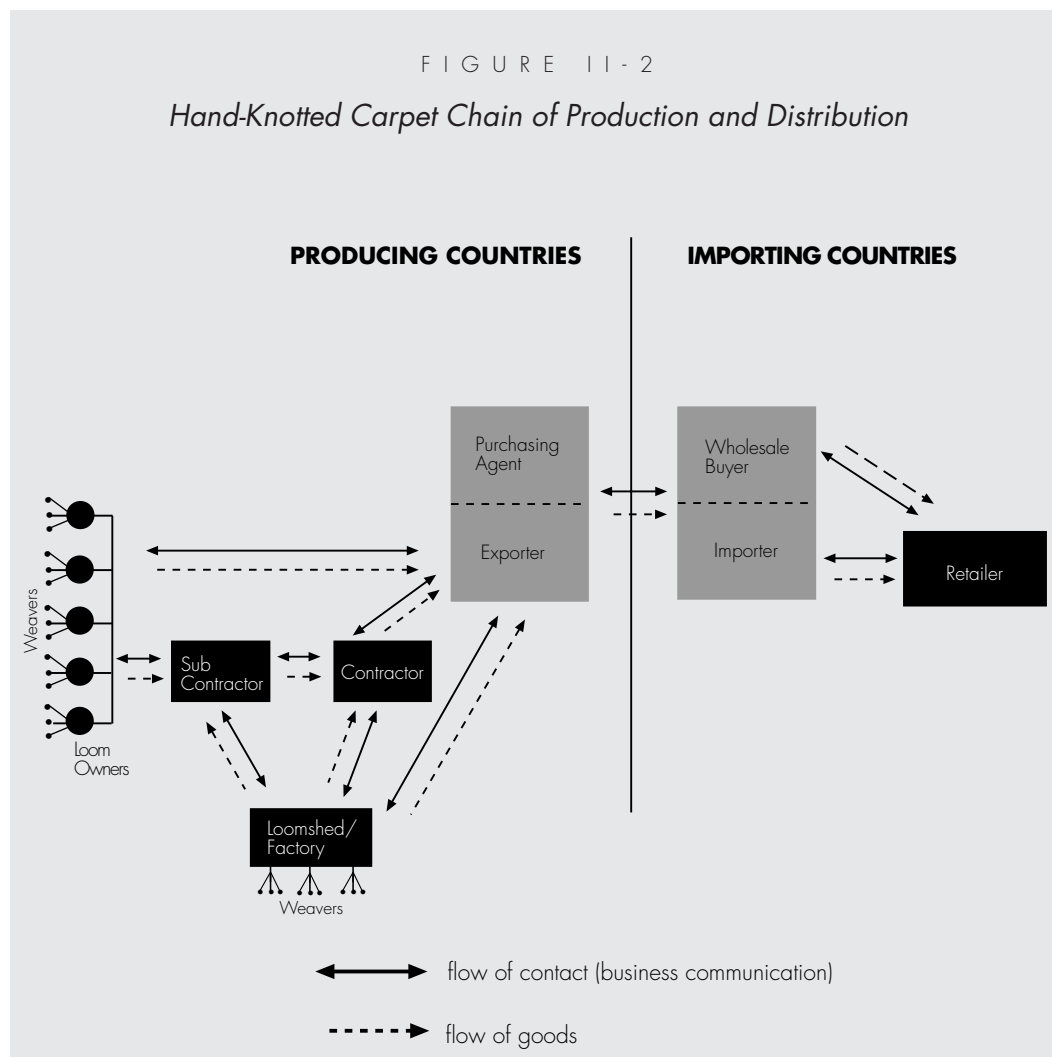 FIGURE II-2
Hand-Knotted Carpet Chain of Production and Distribution
PRODUCING COUNTRIES
IMPORTING COUNTRIES
Purchasing
Agent
Exporter
Wholesale
Buyer
Importer
Retailer
Weavers
Sub
Contractor
Contractor
Loom
Owners
Loomshed/
Factory
Weavers
flow of contact (business communication)
flow of goods